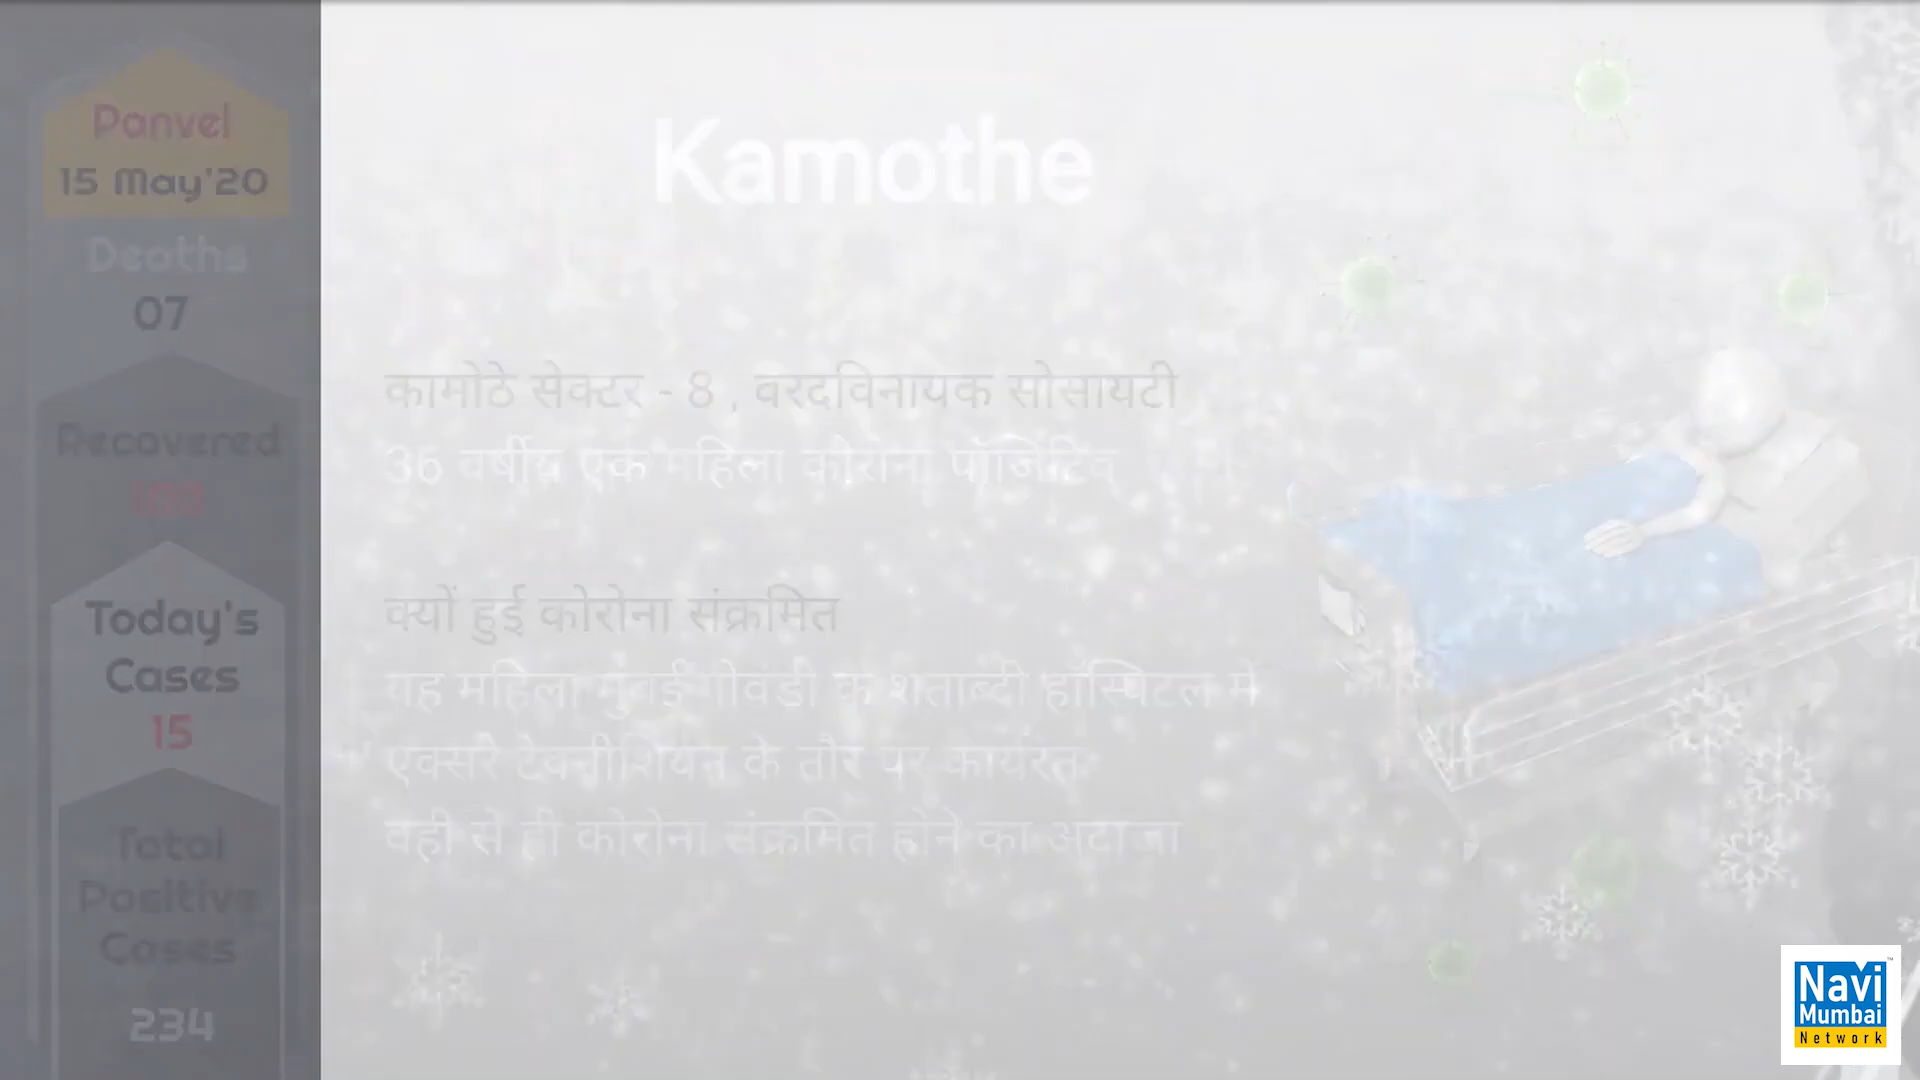 Panvel
15 May'20
Deaths
07
Recovered
Today's
Cases
15
Total
Positive
Cases
234
Kamothe
कामोठे सेक्टर - 8 , वरदविनायक सोसायटी
36 वर्षीय एक महिला कोरोना पॉजिटिव्
क्यों हुई कोरोना संक्रमित
यह महिला मुंबई गोवंडी के शताब्दी हॉस्पिटल में
एक्सरे टेक्नीशियन के तौर पर कार्यरत
वही से ही कोरोना संक्रमित होने का अंदाजा
Navi
Mumbai
Network